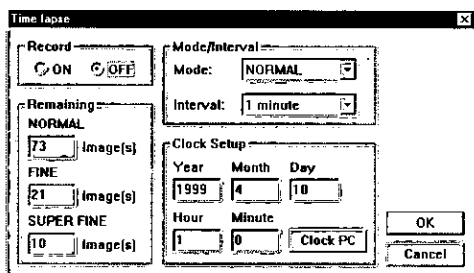 Time lapse
Record
ON OFF
Mode/Interval
Mode: NORMAL
Interval: 1 minute
Remaining
NORMAL
73 Image(s)
FINE
21 Image(s)
SUPER FINE
10 Image(s)
Clock Setup
Year Month Day
1999 4 10
Hour Minute
1 0 Clock PC
OK
Cancel